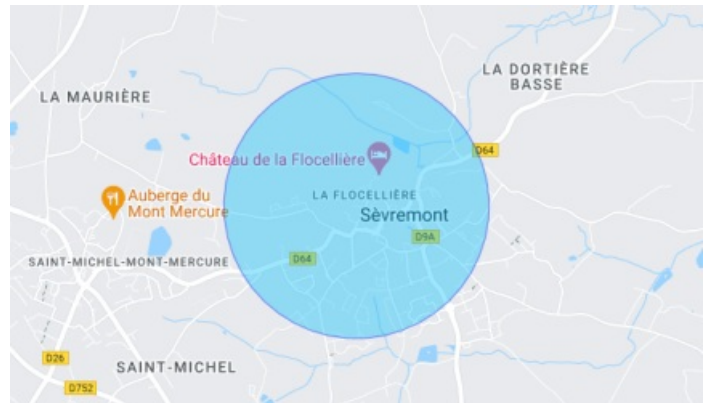 LA DORTIÈRE
BASSE
LA MAURIÈRE
D64
Château de la Flocellière
Auberge du
Mont Mercure
LA FLOCELLIÈRE
Sèvremont
D9A
SAINT-MICHEL-MONT-MERCURE
D64
D26
SAINT-MICHEL
D752